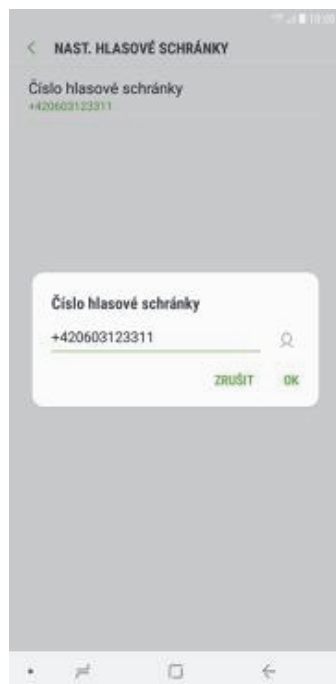 NAST. HLASOVÉ SCHRÁNKY
Číslo hlasové schránky
+420603123311
Číslo hlasové schránky
+420603123311
ZRUŠIT OK